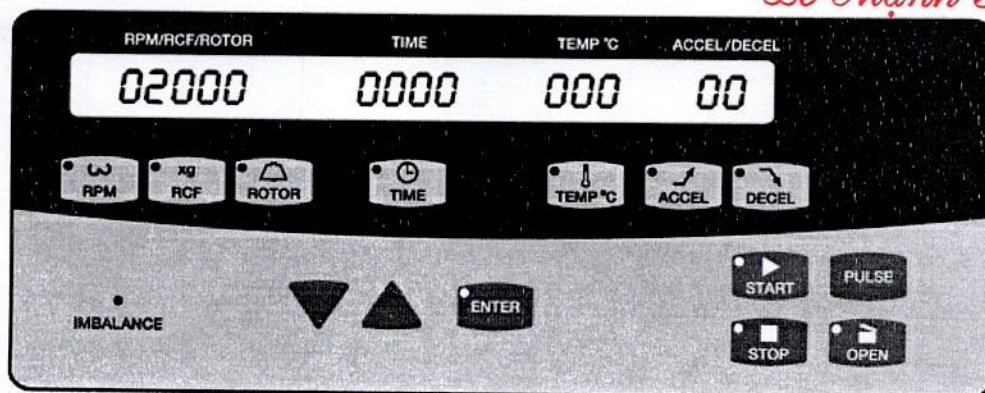 RPM/RCF/ROTOR TIME TEMP °C ACCEL/DECEL
02000 0000 000 00
RPM xg RCF ROTOR TIME TEMP °C ACCEL DECEL
START PULSE
ENTER
IMBALANCE
STOP OPEN